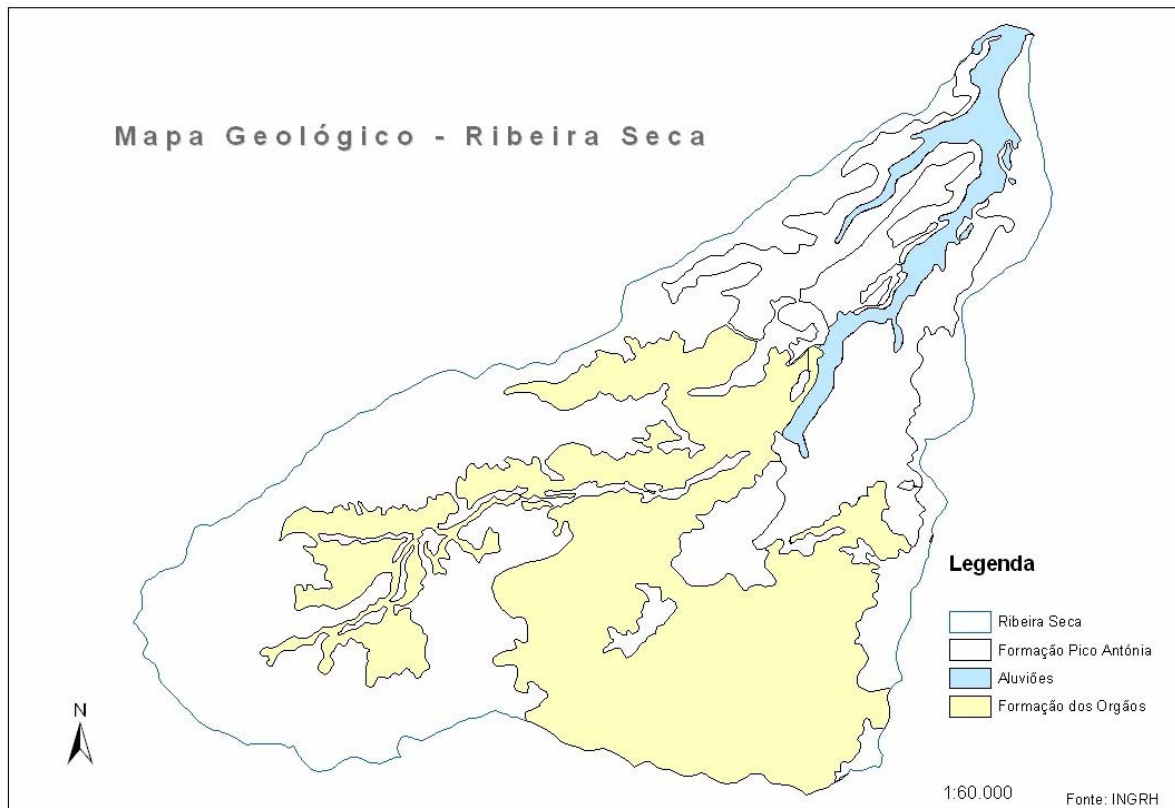 Mapa Geológico - Ribeira Seca
Legenda
Ribeira Seca
Formação Pico Antónia
Aluviões
Formação dos Orgãos
N
1:60.000
Fonte: INGRH